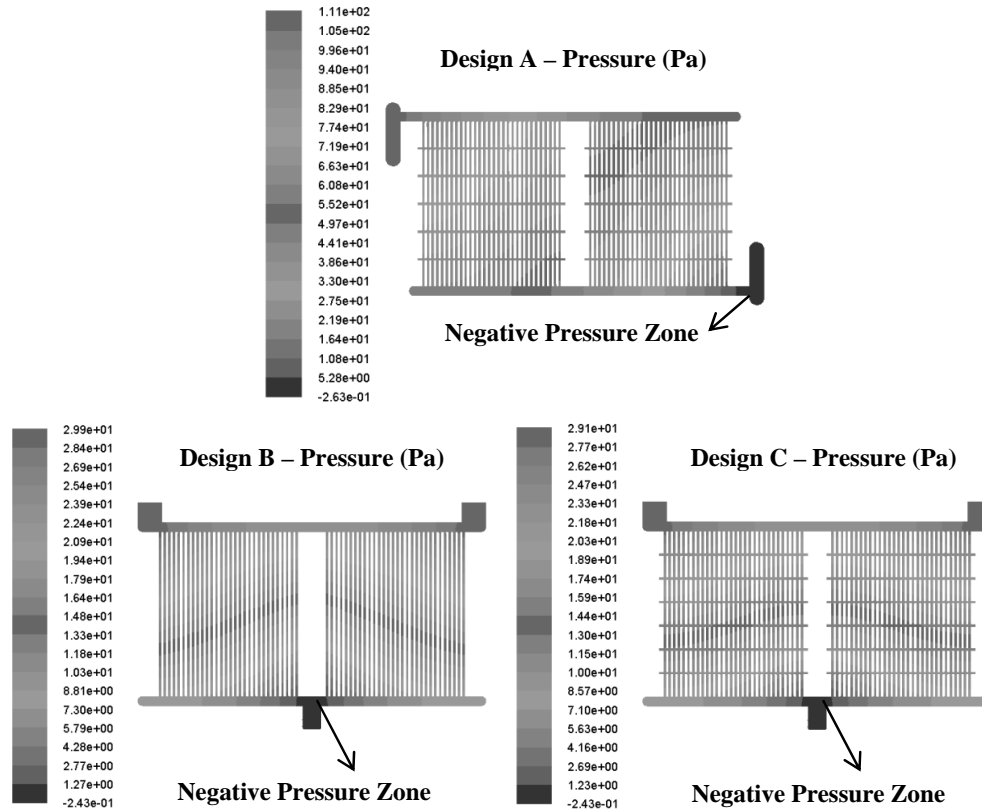 1.11e+02
1.05e+02
9.96e+01
9.40e+01
8.85e+01
8.29e+01
7.74e+01
7.19e+01
6.63e+01
6.08e+01
5.52e+01
4.97e+01
4.41e+01
3.86e+01
3.30e+01
2.75e+01
2.19e+01
1.64e+01
1.08e+01
5.28e+00
-2.63e-01
Design A – Pressure (Pa)
Negative Pressure Zone
2.99e+01
2.84e+01
2.69e+01
2.54e+01
2.39e+01
2.24e+01
2.09e+01
1.94e+01
1.79e+01
1.64e+01
1.48e+01
1.33e+01
1.18e+01
1.03e+01
8.81e+00
7.30e+00
5.79e+00
4.28e+00
2.77e+00
1.27e+00
-2.43e-01
Design B – Pressure (Pa)
Negative Pressure Zone
2.91e+01
2.77e+01
2.62e+01
2.47e+01
2.33e+01
2.18e+01
2.03e+01
1.89e+01
1.74e+01
1.59e+01
1.44e+01
1.30e+01
1.15e+01
1.00e+01
8.57e+00
7.10e+00
5.63e+00
4.16e+00
2.69e+00
1.23e+00
-2.43e-01
Design C – Pressure (Pa)
Negative Pressure Zone